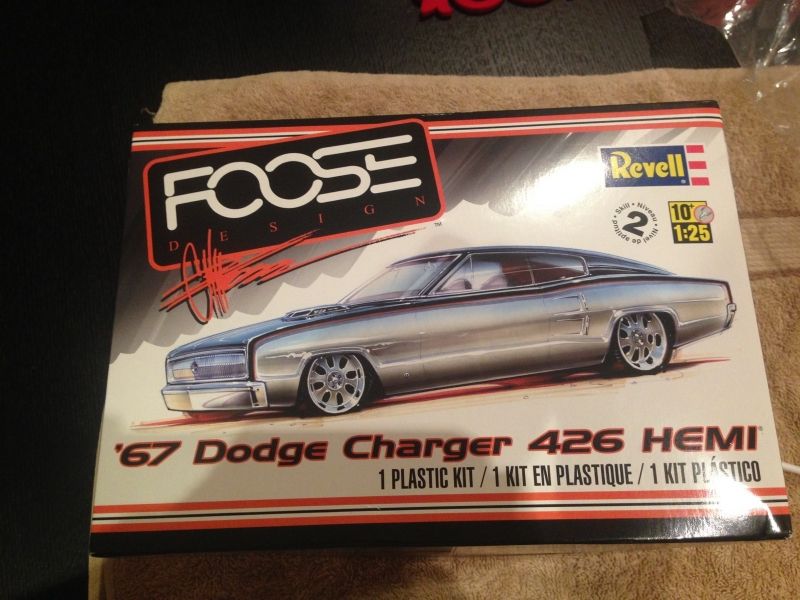 FOOSE
DESIGN
™
Revell
Skill • Niveau • Nivel de aptitud
2
10+
1:25
'67 Dodge Charger 426 HEMI
1 PLASTIC KIT / 1 KIT EN PLASTIQUE / 1 KIT PLÁSTICO